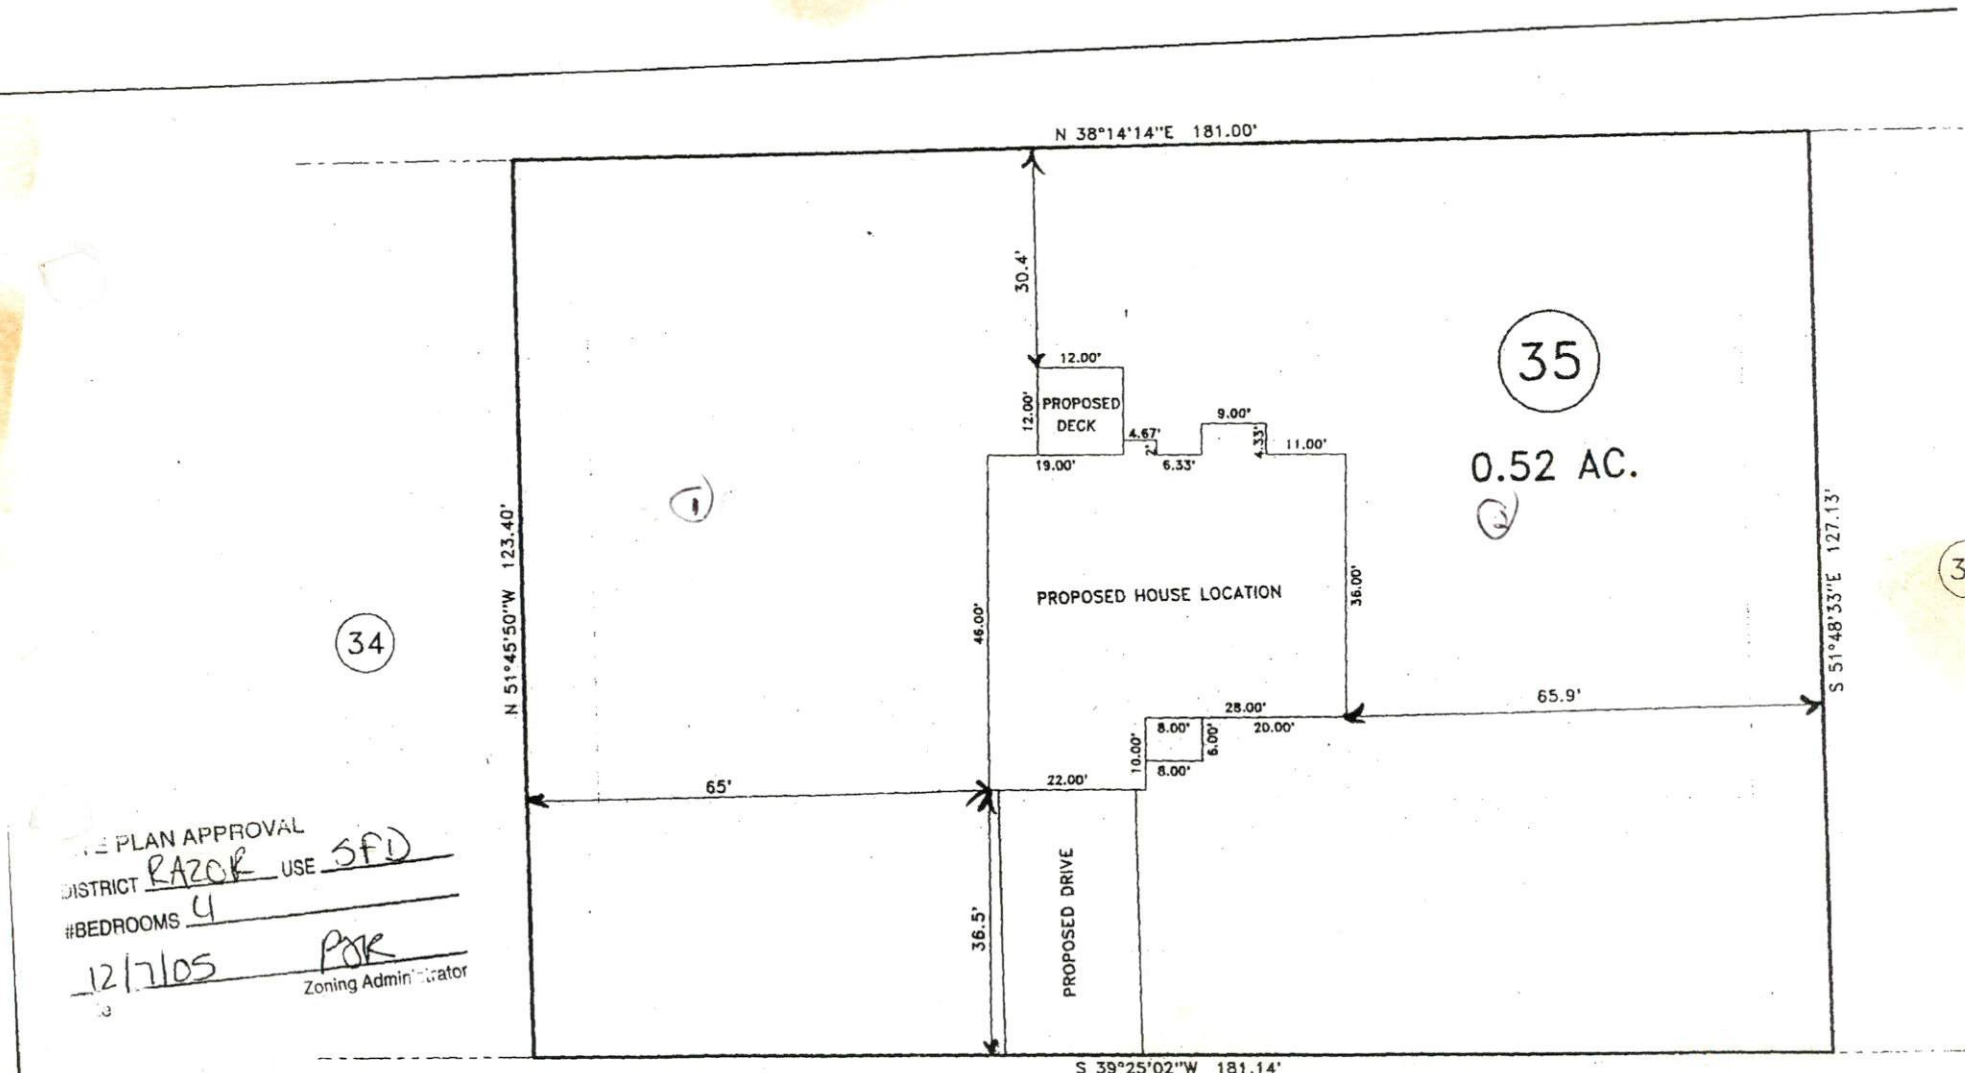 N 38°14'14"E 181.00'
30.4'
12.00'
12.00'
PROPOSED
DECK
35
0.52 AC.
9.00'
4.67'
2'
4.33'
11.00'
19.00'
6.33'
1
N 51°45'50"W 123.40'
S 51°48'33"E 127.13'
34
PROPOSED HOUSE LOCATION
46.00'
36.00'
65.9'
28.00'
8.00'
20.00'
6.00'
10.00'
8.00'
22.00'
65'
36.5'
PROPOSED DRIVE
PLAN APPROVAL
DISTRICT RAZOR USE SFD
#BEDROOMS 4
12/7/05
Zoning Administrator
S 39°25'02"W 181.14'